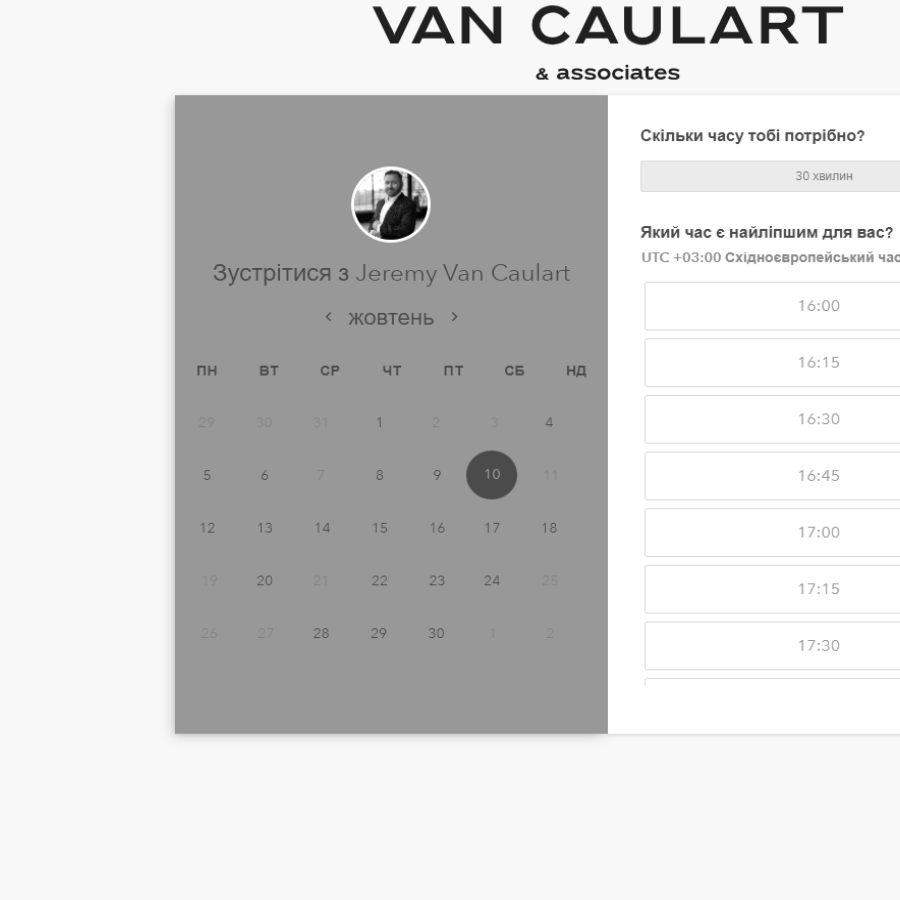 VAN CAULART
& associates
Зустрітися з Jeremy Van Caulart
жовтень
ПН ВТ СР ЧТ ПТ СБ НД
29 30 31 1 2 3 4
5 6 7 8 9 10 11
12 13 14 15 16 17 18
19 20 21 22 23 24 25
26 27 28 29 30 1 2
Скільки часу тобі потрібно?
30 хвилин
Який час є найліпшим для вас?
UTC +03:00 Східноєвропейський час
16:00
16:15
16:30
16:45
17:00
17:15
17:30